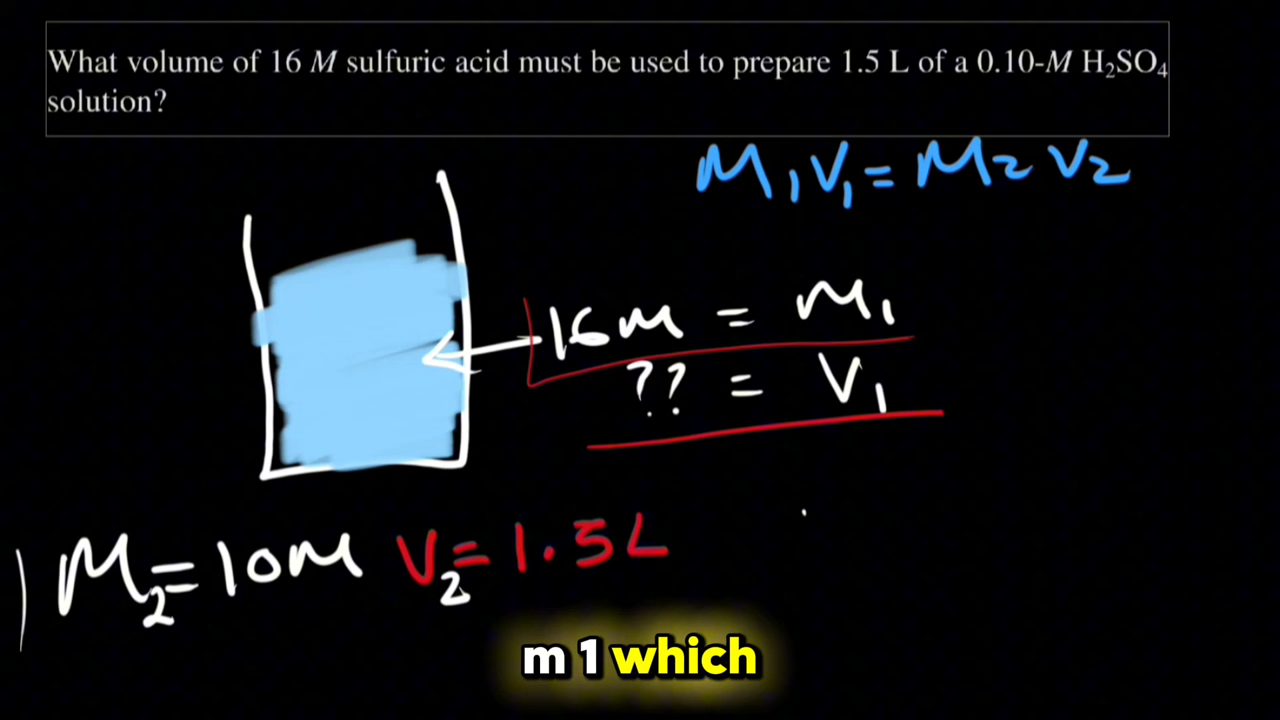 What volume of 16 M sulfuric acid must be used to prepare 1.5 L of a 0.10-M H₂SO₄
solution?
M₁V₁=M₂V₂
16M = M₁
?? = V₁
M₂=10M V₂=1.5L
m 1 which